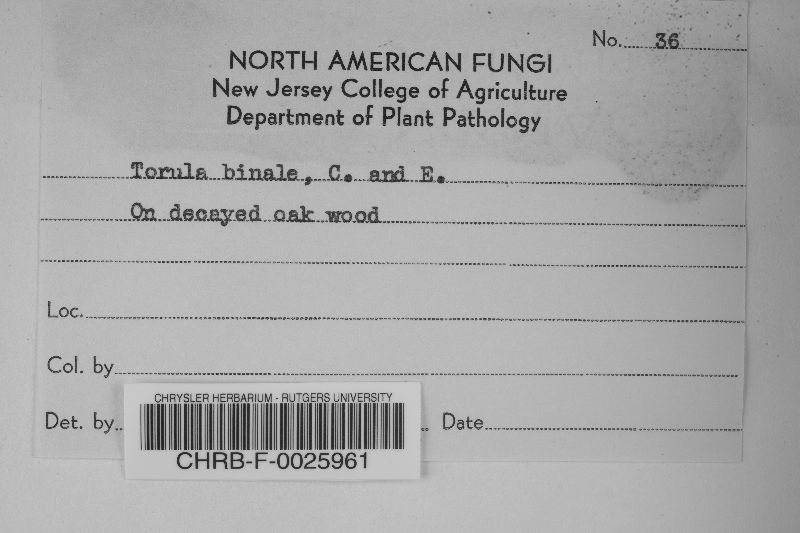 No. 36
NORTH AMERICAN FUNGI
New Jersey College of Agriculture
Department of Plant Pathology
Torula binale, C. and E.
On decayed oak wood
Loc.
Col. by
Det. by
Date
CHRYSLER HERBARIUM - RUTGERS UNIVERSITY
CHRB-F-0025961